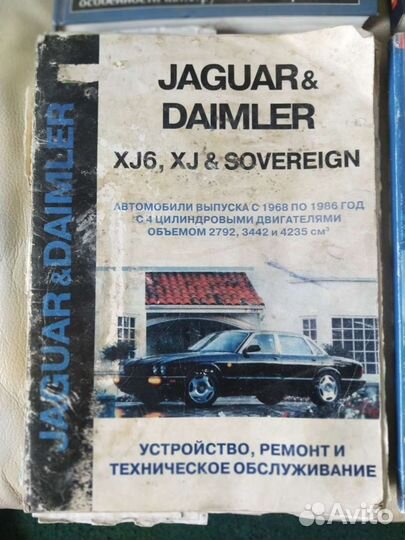 JAGUAR &
DAIMLER
XJ6, XJ & SOVEREIGN
АВТОМОБИЛИ ВЫПУСКА С 1968 ПО 1986 ГОД
С 4 ЦИЛИНДРОВЫМИ ДВИГАТЕЛЯМИ
ОБЪЕМОМ 2792, 3442 и 4235 см³
JAGUAR & DAIMLER
УСТРОЙСТВО, РЕМОНТ И
ТЕХНИЧЕСКОЕ ОБСЛУЖИВАНИЕ
Avito